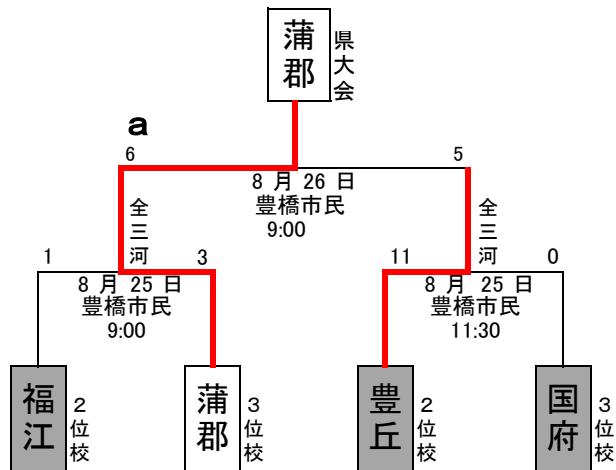 蒲郡
県大会
a
6
5
8 月 26 日
豊橋市民
9:00
全三河
全三河
1
3
11
0
8 月 25 日
豊橋市民
9:00
8 月 25 日
豊橋市民
11:30
福江
2位校
蒲郡
3位校
豊丘
2位校
国府
3位校